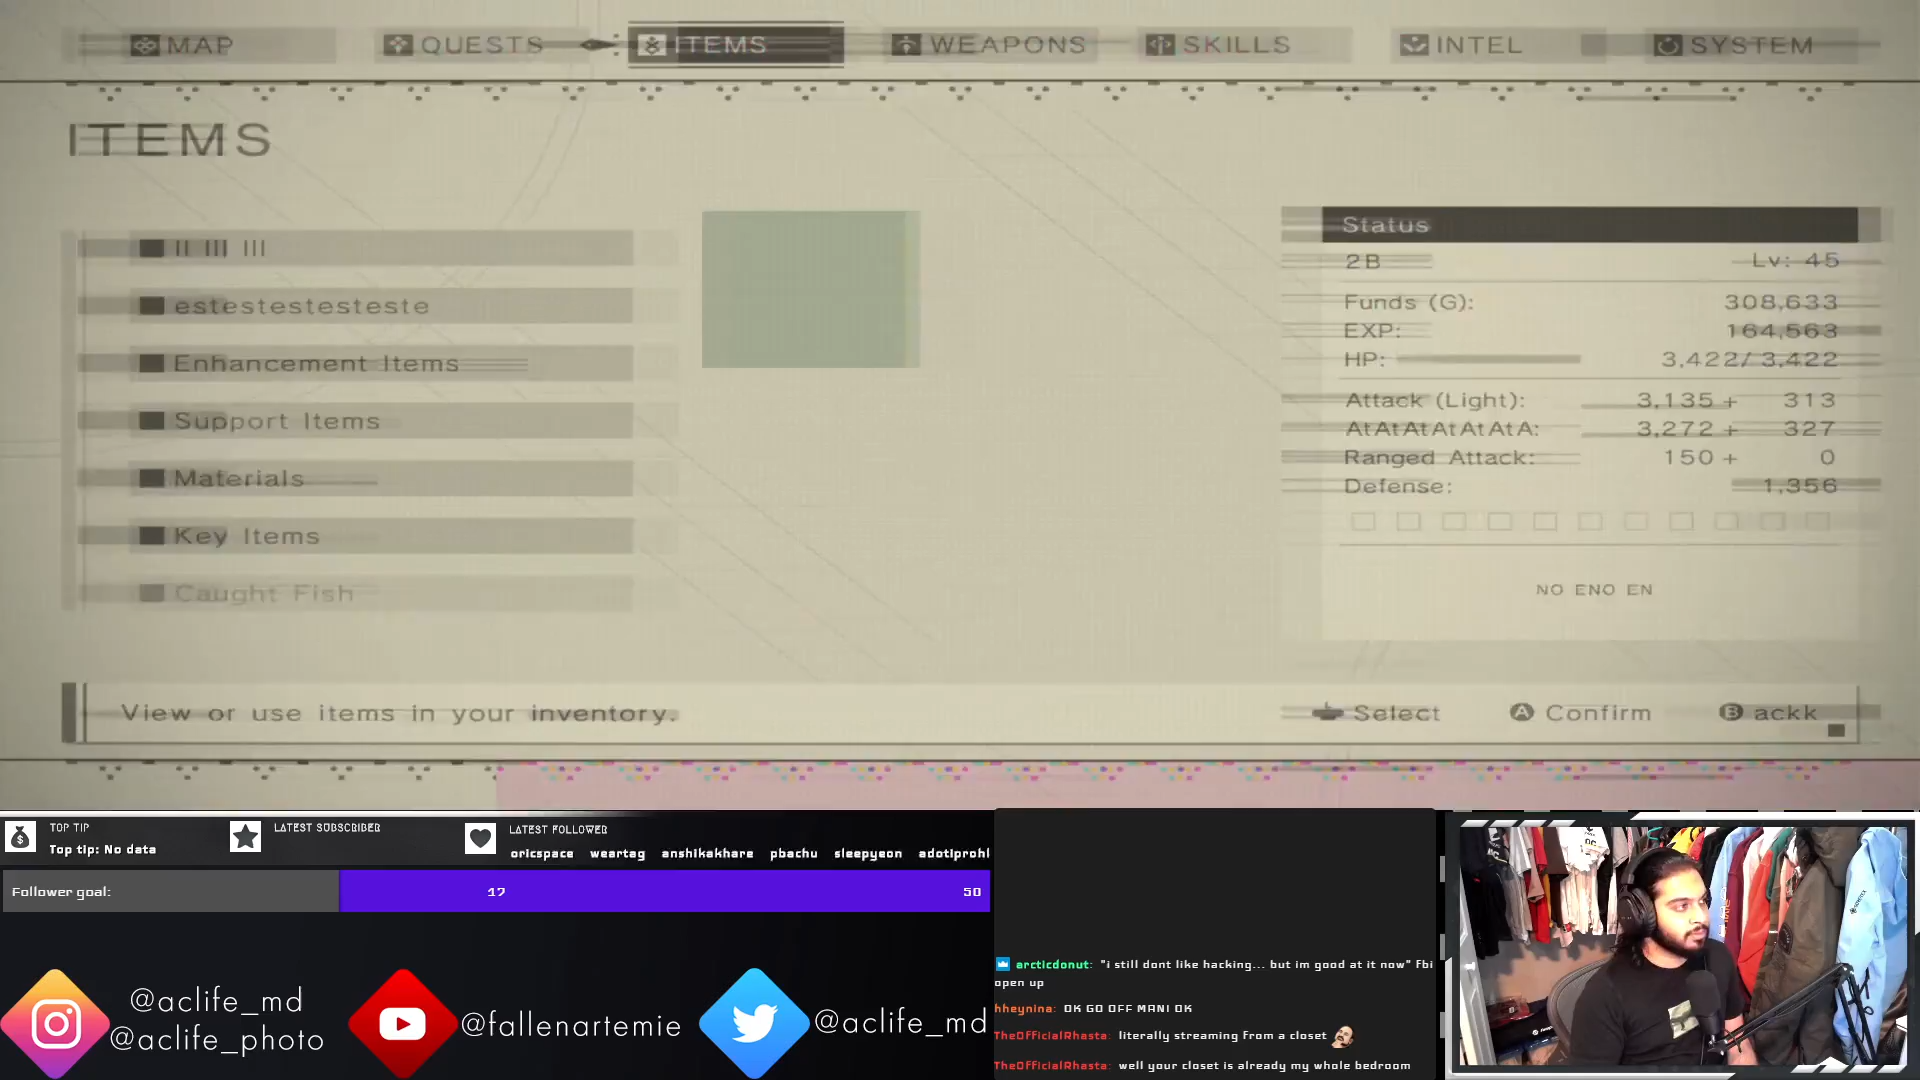 MAP QUESTS ITEMS WEAPONS SKILLS INTEL SYSTEM
ITEMS
II III III
estestestesteste
Enhancement Items
Support Items
Materials
Key Items
Caught Fish
Status
2B Lv: 45
Funds (G): 308,633
EXP: 164,563
HP: 3,422/ 3,422
Attack (Light): 3,135 + 313
AtAtAtAtAtAtA: 3,272 + 327
Ranged Attack: 150 + 0
Defense: 1,356
NO ENO EN
View or use items in your inventory.
Select A Confirm B ackk
TOP TIP
Top tip: No data
LATEST SUBSCRIBER
LATEST FOLLOWER
oricspace weartag anshikakhare pbachu sleepyeon adotiprohl
Follower goal: 17 50
@aclife_md
@aclife_photo
@fallenartemie
@aclife_md
arcticdonut: "i still dont like hacking... but im good at it now" Fbi
open up
hheynina: OK GO OFF MANI OK
TheOfficialRhasta: literally streaming from a closet
TheOfficialRhasta: well your closet is already my whole bedroom